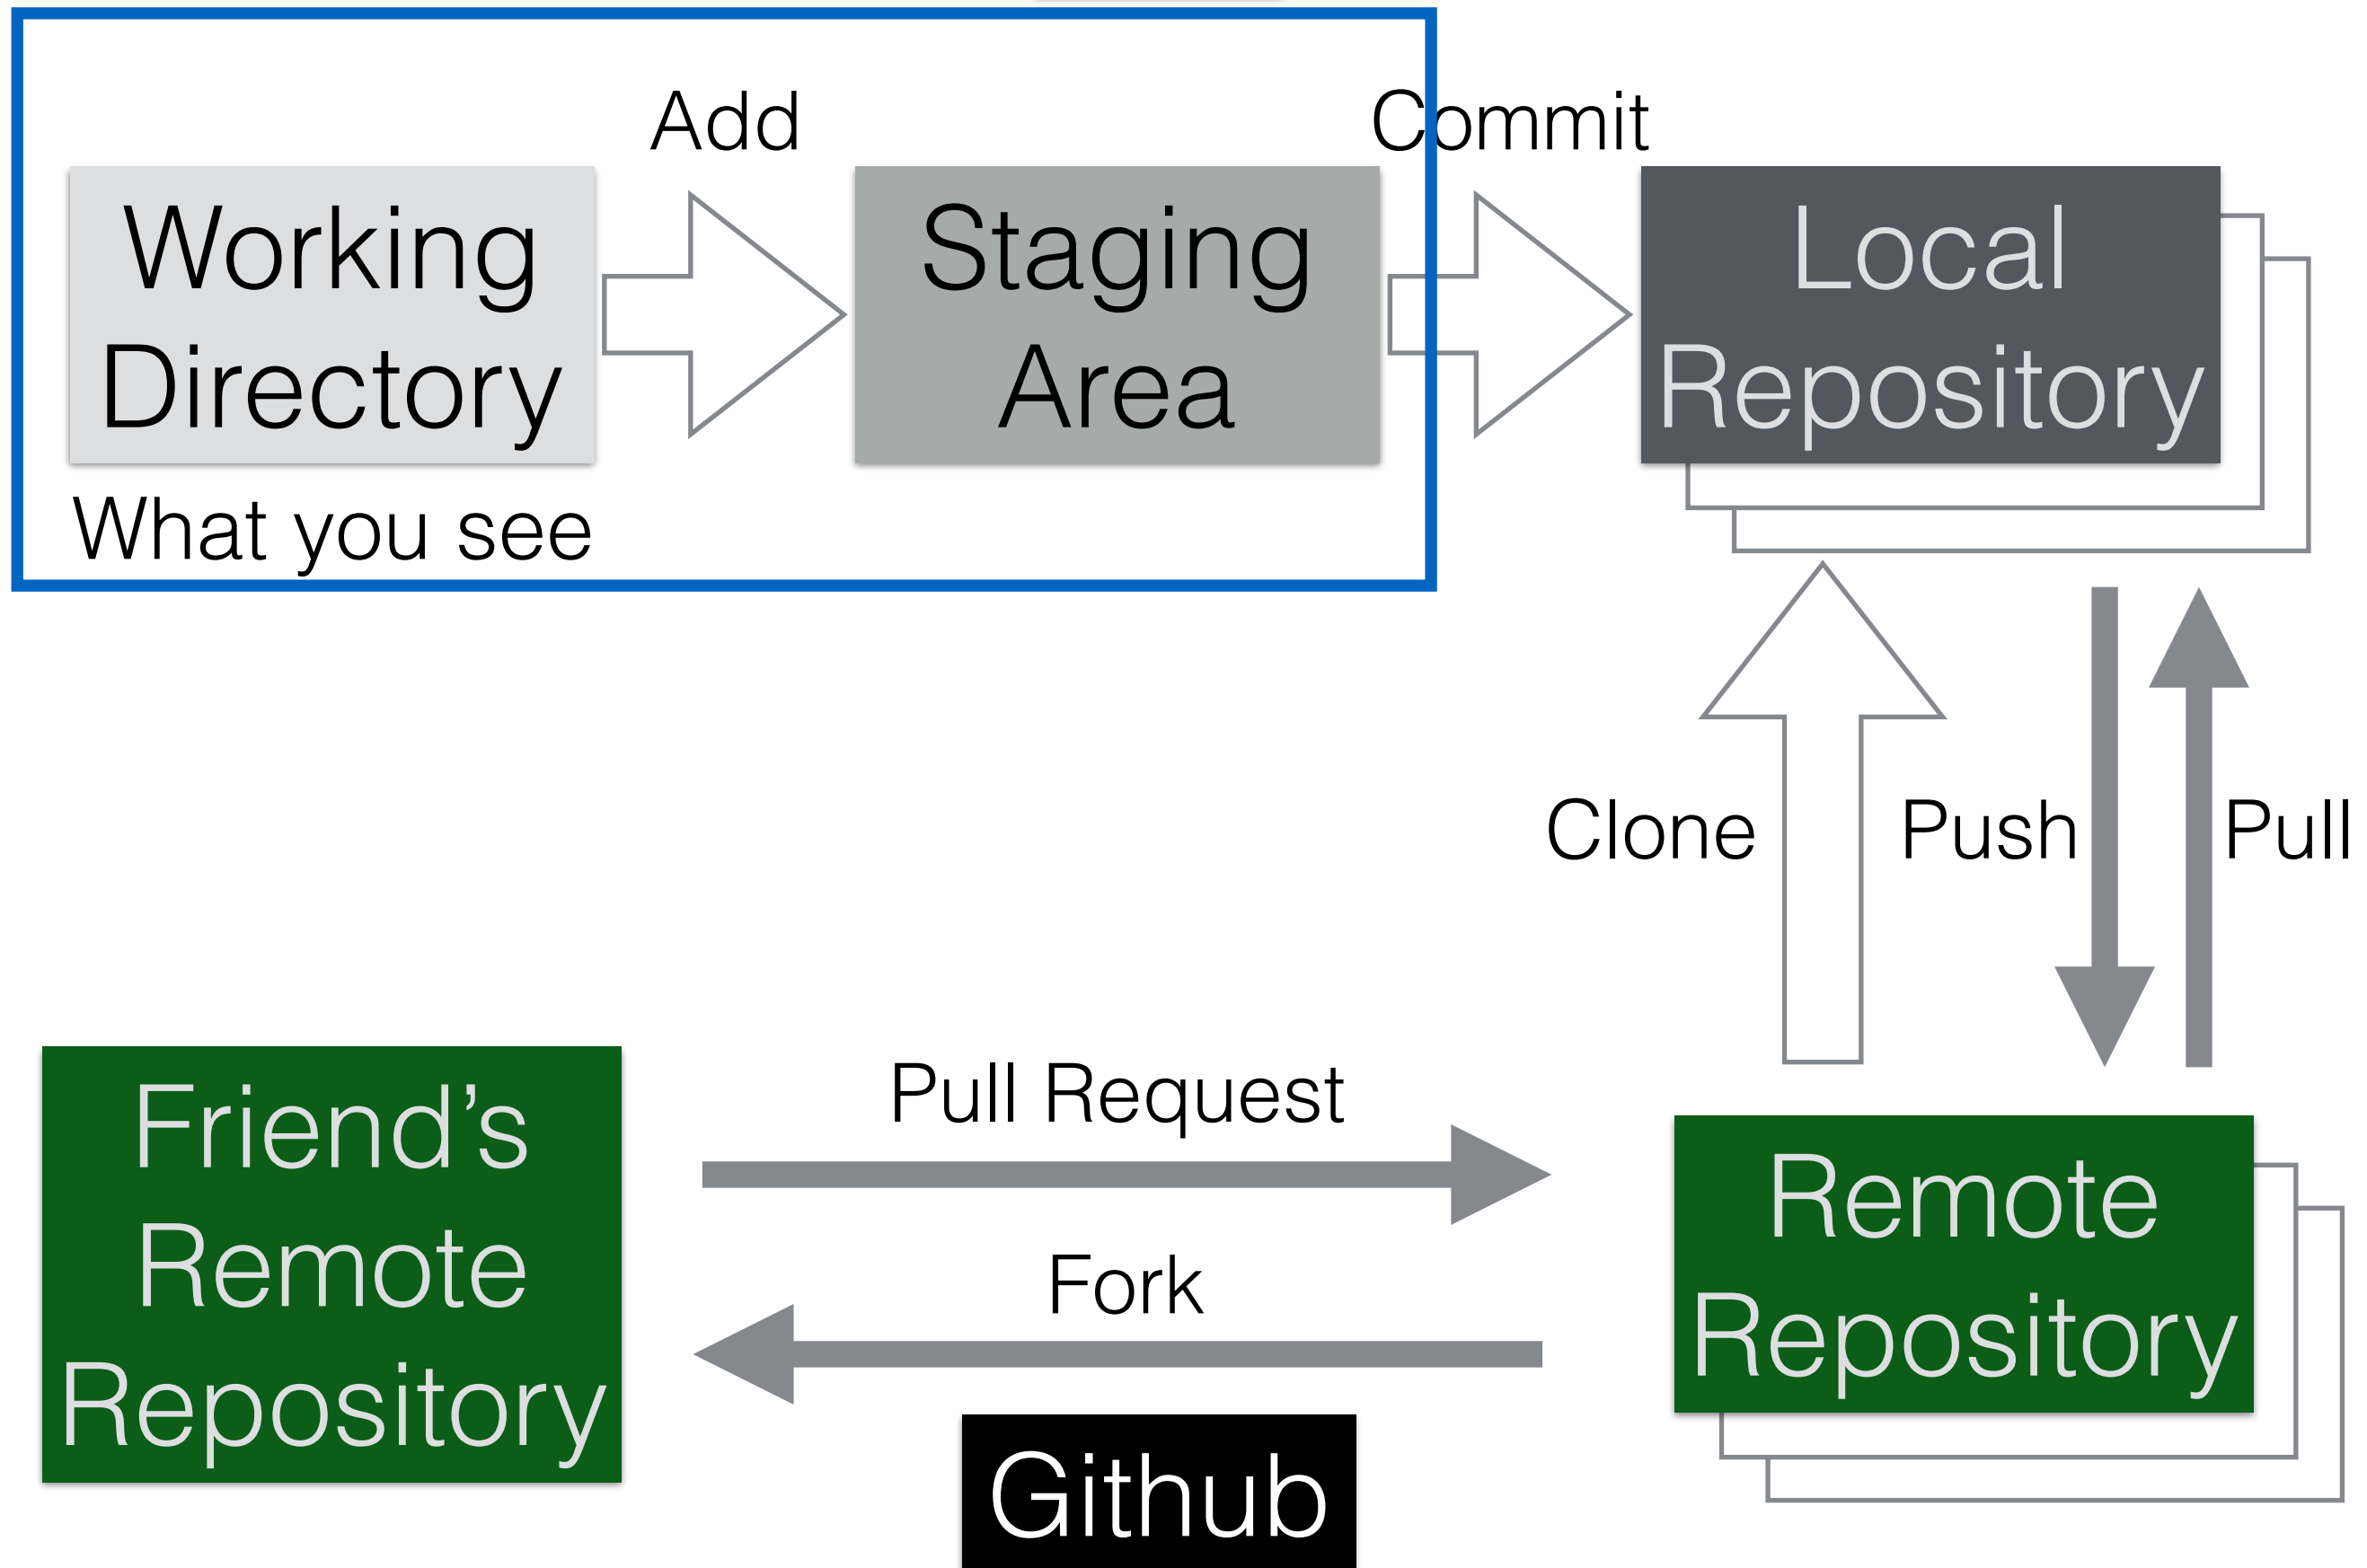 Add
Commit
Working
Directory
Staging
Area
Local
Repository
What you see
Clone
Push
Pull
Friend’s
Remote
Repository
Pull Request
Fork
Remote
Repository
Github